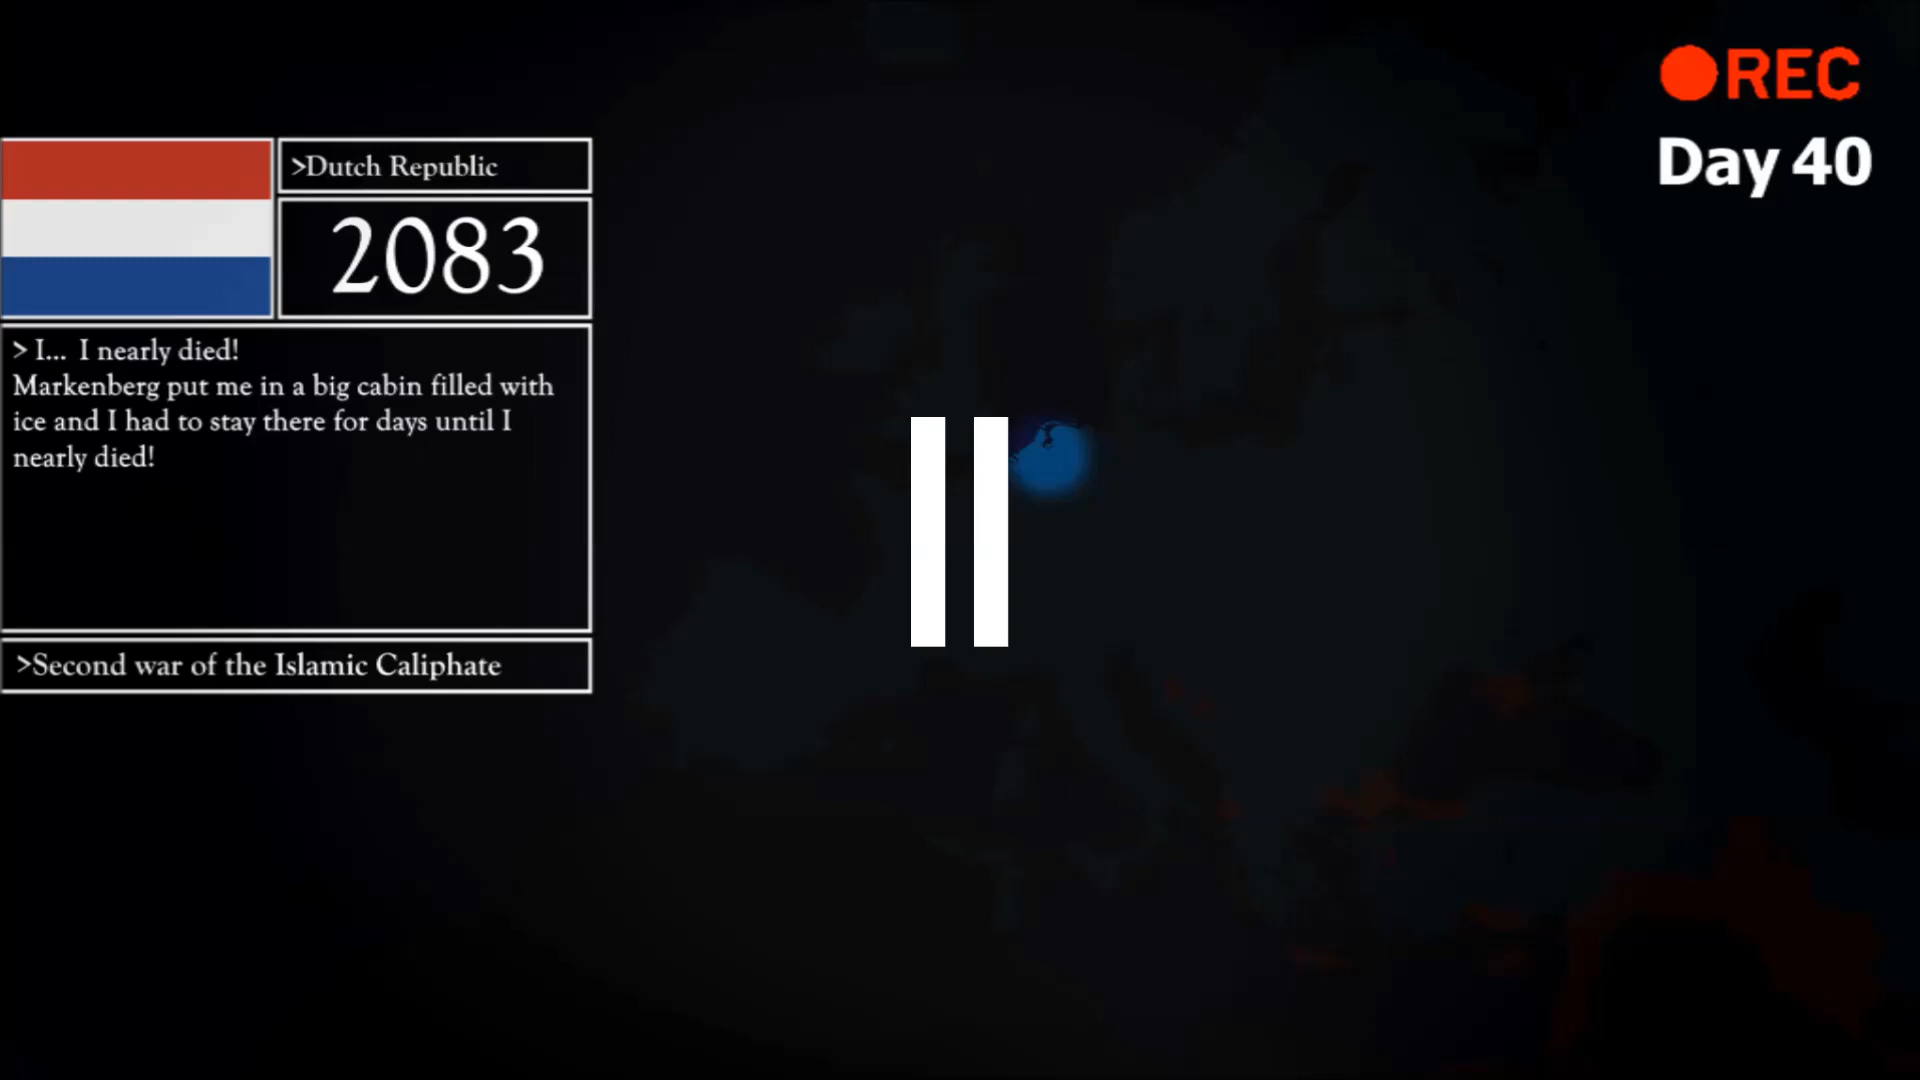 REC
Day 40
>Dutch Republic
2083
> I... I nearly died!
Markenberg put me in a big cabin filled with
ice and I had to stay there for days until I
nearly died!
>Second war of the Islamic Caliphate